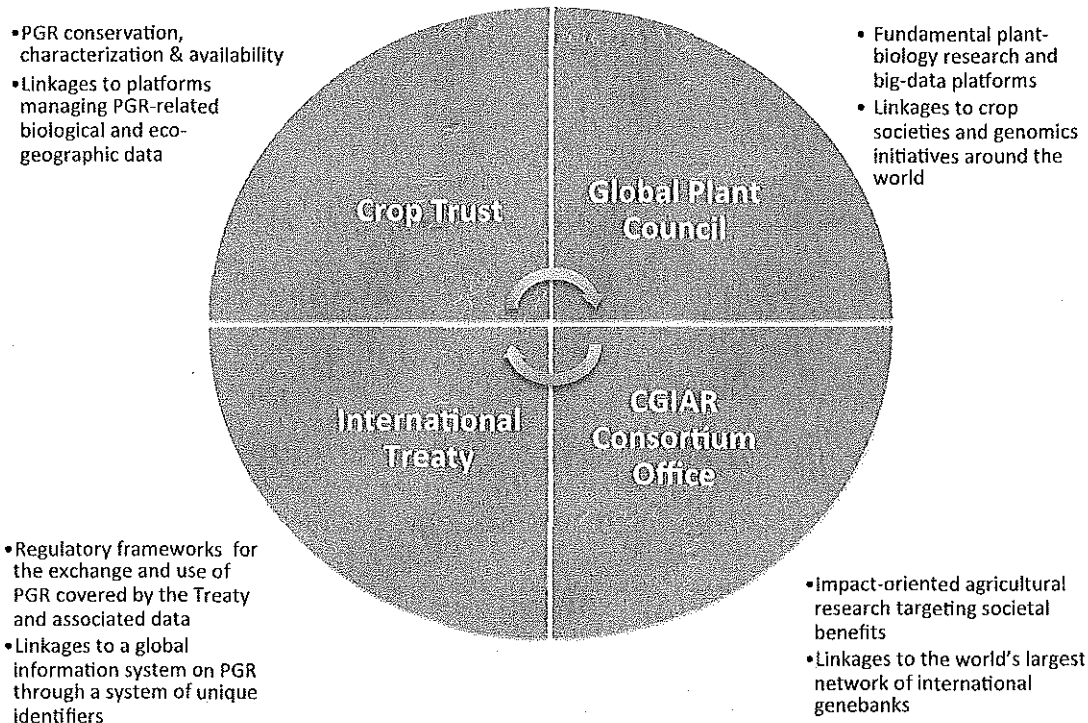 •PGR conservation,
characterization & availability
•Linkages to platforms
managing PGR-related
biological and eco-
geographic data
• Fundamental plant-
biology research and
big-data platforms
• Linkages to crop
societies and genomics
initiatives around the
world
Crop Trust
Global Plant
Council
International
Treaty
CGIAR
Consortium
Office
•Regulatory frameworks for
the exchange and use of
PGR covered by the Treaty
and associated data
•Linkages to a global
information system on PGR
through a system of unique
identifiers
•Impact-oriented agricultural
research targeting societal
benefits
•Linkages to the world's largest
network of international
genebanks